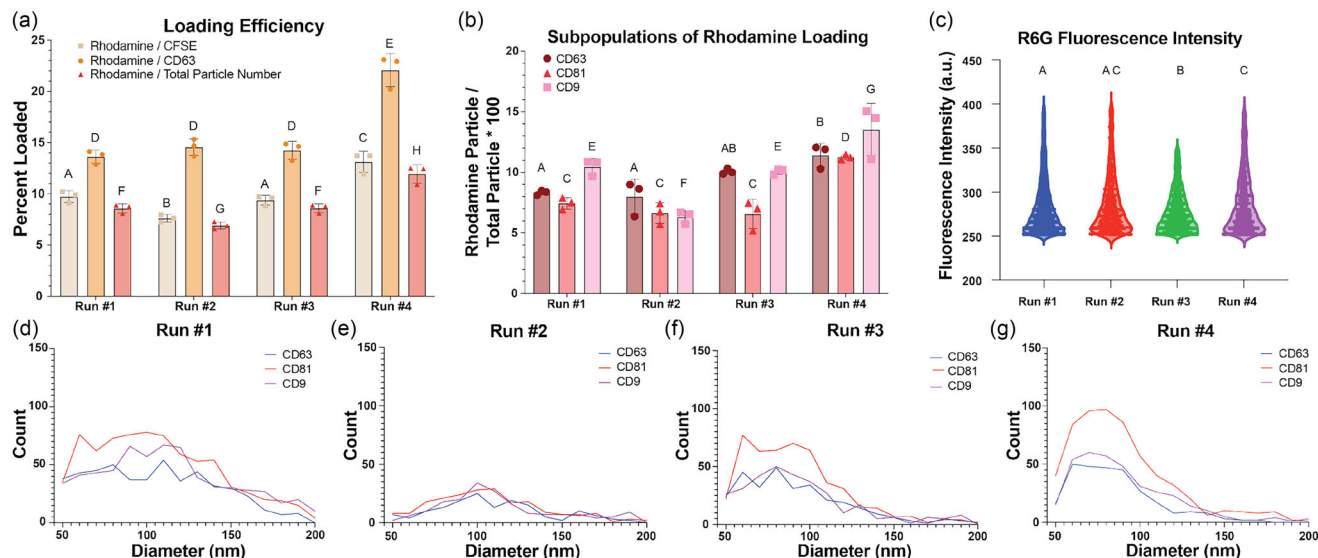 (a)
Loading Efficiency
Rhodamine / CFSE
Rhodamine / CD63
Rhodamine / Total Particle Number
Percent Loaded
25
20
15
10
5
0
A
D
F
B
D
G
A
D
F
C
E
H
Run #1
Run #2
Run #3
Run #4
(b)
Subpopulations of Rhodamine Loading
CD63
CD81
CD9
Rhodamine Particle /
Total Particle * 100
20
15
10
5
0
A
C
E
A
C
F
AB
C
E
B
D
G
Run #1
Run #2
Run #3
Run #4
(c)
R6G Fluorescence Intensity
Fluorescence Intensity (a.u.)
450
400
350
300
250
200
A
A C
B
C
Run #1
Run #2
Run #3
Run #4
(d)
Run #1
CD63
CD81
CD9
Count
150
100
50
0
50
100
150
200
Diameter (nm)
(e)
Run #2
CD63
CD81
CD9
Count
150
100
50
0
50
100
150
200
Diameter (nm)
(f)
Run #3
CD63
CD81
CD9
Count
150
100
50
0
50
100
150
200
Diameter (nm)
(g)
Run #4
CD63
CD81
CD9
Count
150
100
50
0
50
100
150
200
Diameter (nm)